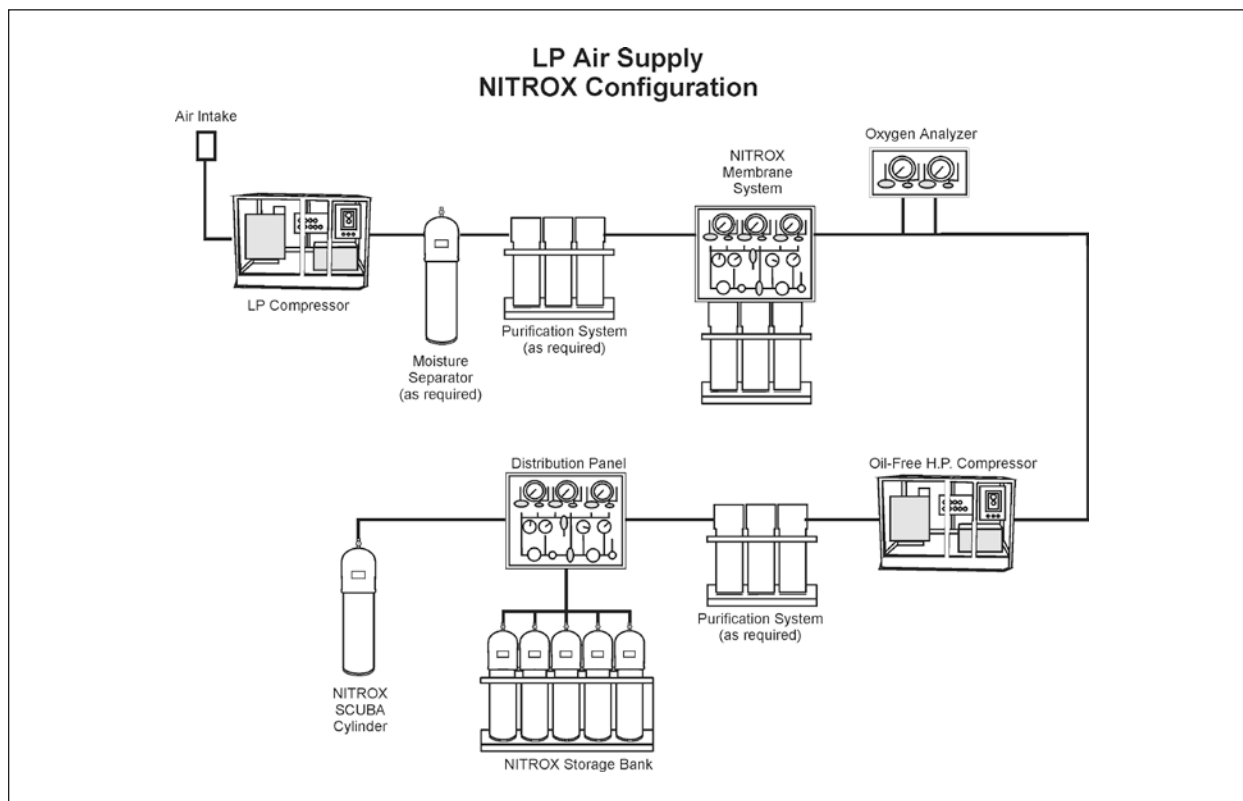 LP Air Supply
NITROX Configuration
Air Intake
LP Compressor
Moisture
Separator
(as required)
Purification System
(as required)
NITROX
Membrane
System
Oxygen Analyzer
Oil-Free H.P. Compressor
Purification System
(as required)
Distribution Panel
NITROX Storage Bank
NITROX
SCUBA
Cylinder